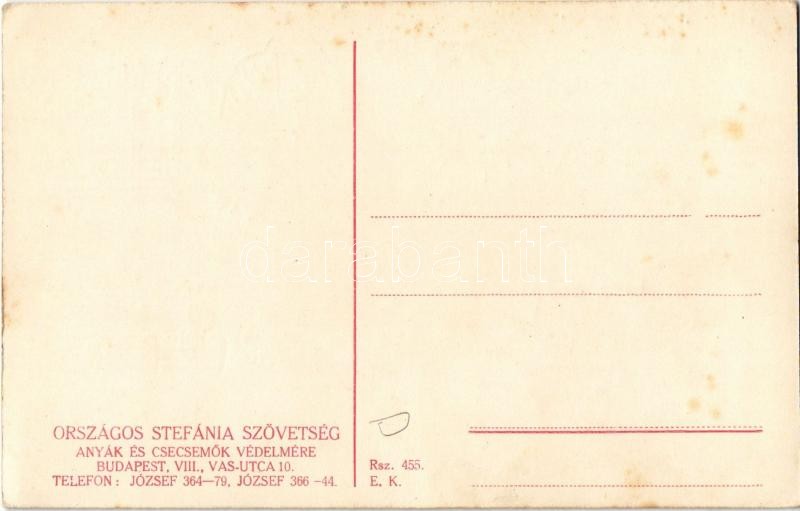 ORSZÁGOS STEFÁNIA SZÖVETSÉG
ANYÁK ÉS CSECSEMŐK VÉDELMÉRE
BUDAPEST, VIII., VAS-UTCA 10.
TELEFON: JÓZSEF 364—79, JÓZSEF 366-44.
Rsz. 455.
E. K.
darabanth